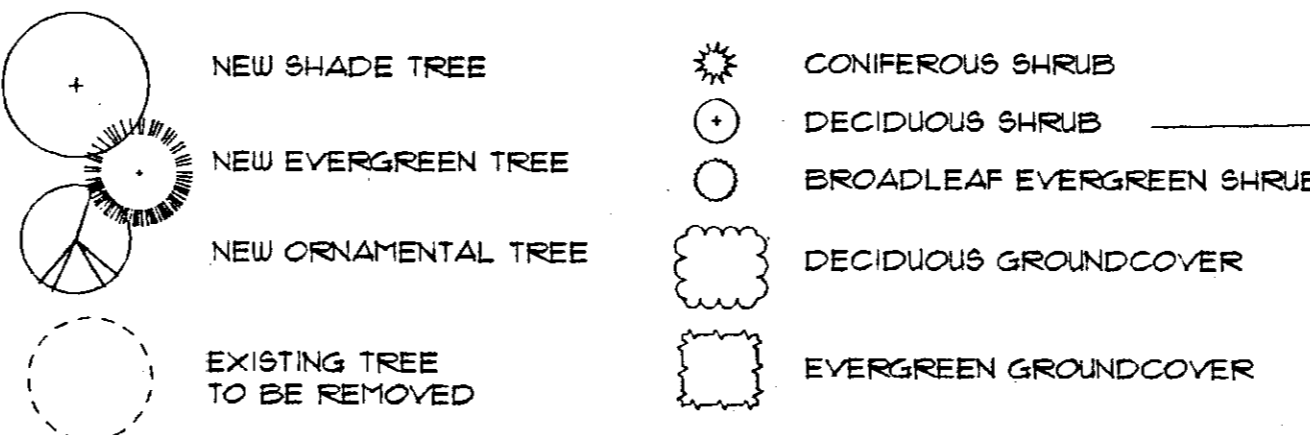 NEW SHADE TREE
NEW EVERGREEN TREE
NEW ORNAMENTAL TREE
EXISTING TREE
TO BE REMOVED
CONIFEROUS SHRUB
DECIDUOUS SHRUB
BROADLEAF EVERGREEN SHRUB
DECIDUOUS GROUNDCOVER
EVERGREEN GROUNDCOVER